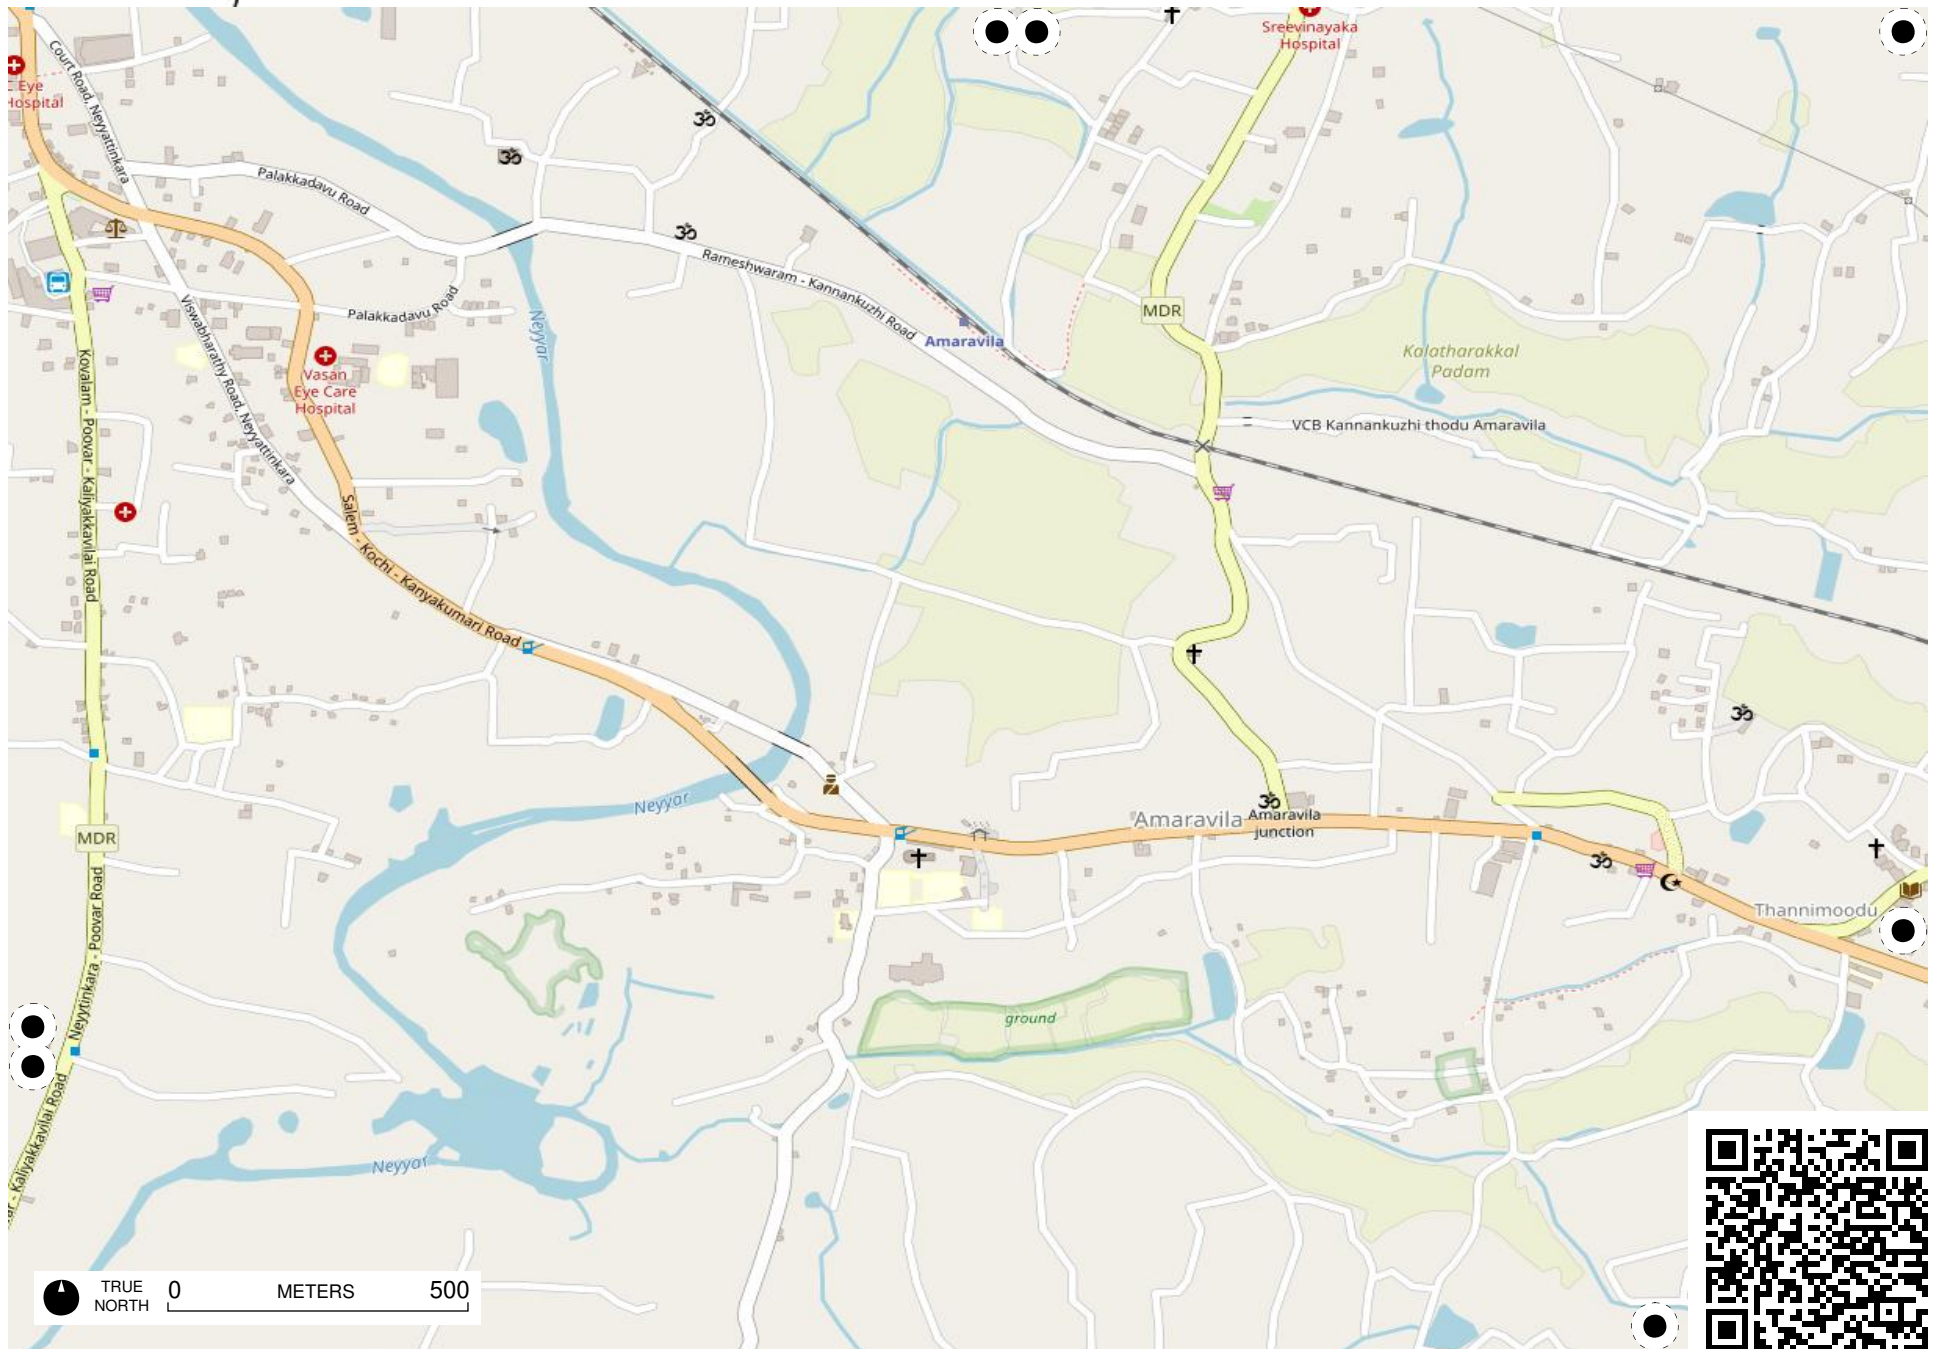 Sreevinayaka
Hospital
Eye
Hospital
Court Road, Neyyattinkara
Palakkadavu Road
Rameshwaram - Kannankuzhi Road
Amaravila
MDR
Neyyar
Palakkadavu Road
Viswabharathy Road, Neyyattinkara
Kovalam - Poovar - Kaliyakkavilai Road
Vasan
Eye Care
Hospital
Kalatharakkal
Padam
VCB Kannankuzhi thodu Amaravila
Salem - Kochi - Kanyakumari Road
Neyyar
MDR
Amaravila
Amaravila
junction
Thannimoodu
Neyytinkara - Poovar Road
ground
- Kaliyakkavilai Road
Neyyar
TRUE
NORTH
0 METERS 500